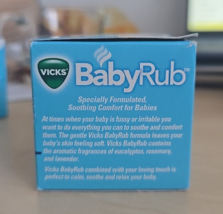 VICKS
BabyRub™
Specially Formulated,
Soothing Comfort for Babies
At times when your baby is fussy or irritable you
want to do everything you can to soothe and comfort
them. The gentle Vicks BabyRub formula leaves your
baby's skin feeling soft. Vicks BabyRub contains
the aromatic fragrances of eucalyptus, rosemary,
and lavender.
Vicks BabyRub combined with your loving touch is
perfect to calm, soothe and relax your baby.